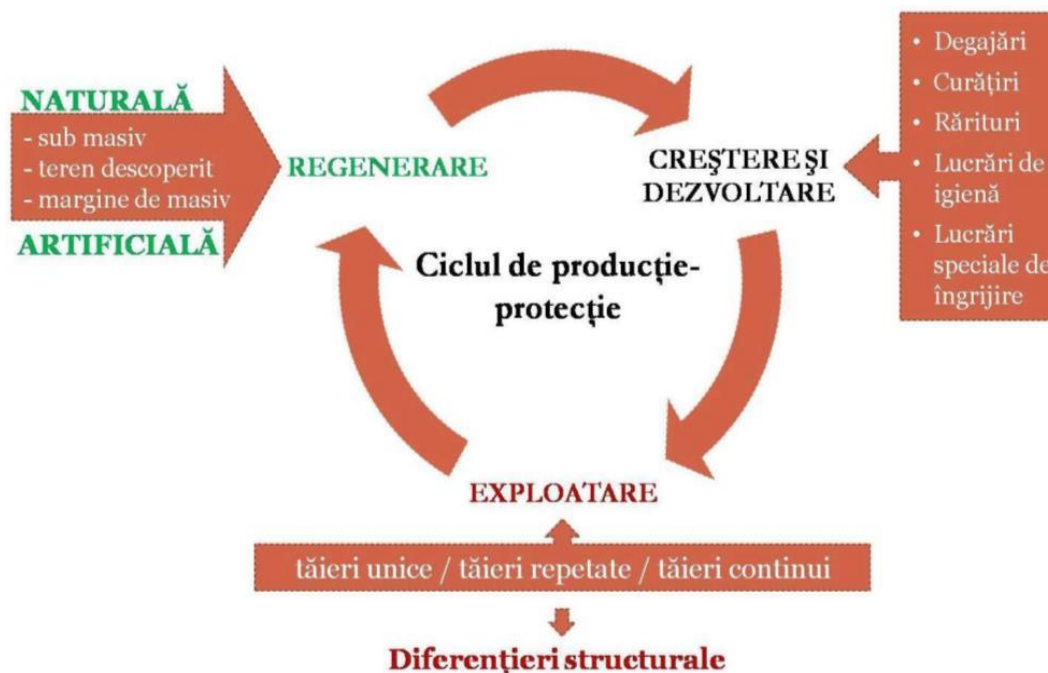 NATURALĂ
- sub masiv
- teren descoperit
- margine de masiv
ARTIFICIALĂ
REGENERARE
CREŞTERE ŞI
DEZVOLTARE
• Degajări
• Curățiri
• Rărituri
• Lucrări de
igienă
• Lucrări
speciale de
îngrijire
Ciclul de producție-
protecție
EXPLOATARE
tăieri unice / tăieri repetate / tăieri continui
Diferențieri structurale